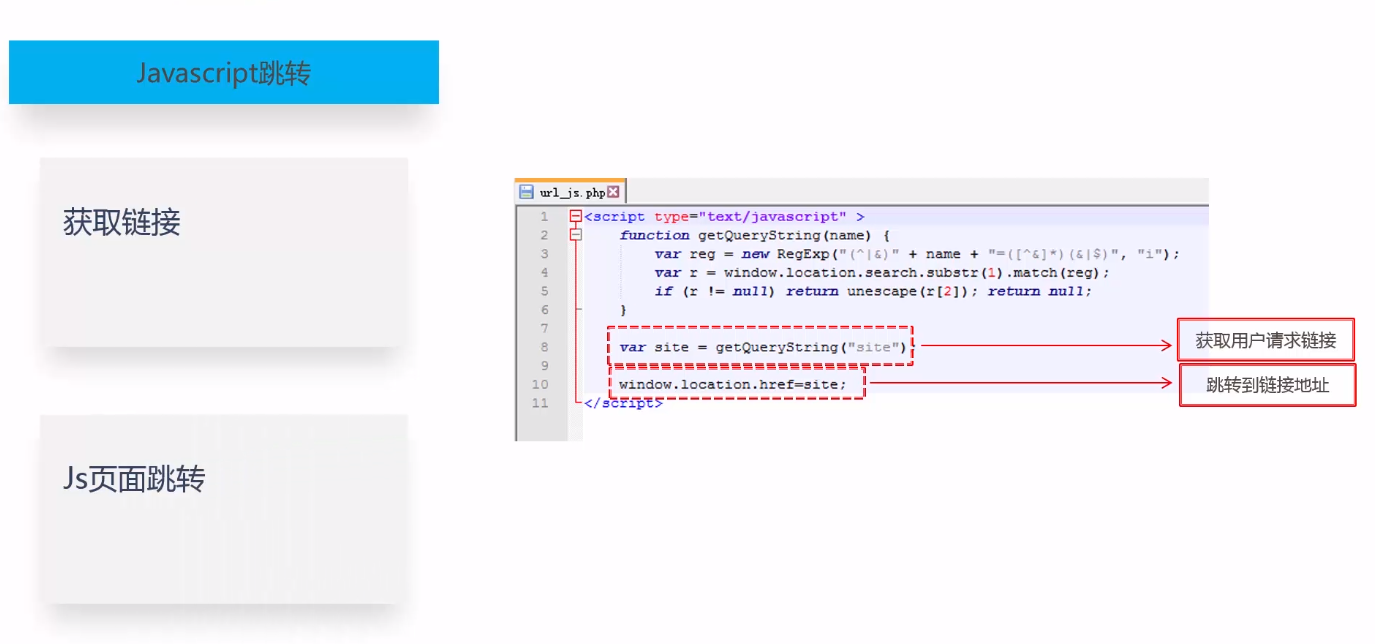 Javascript跳转
获取链接
Js页面跳转
url_js.php
1 <script type="text/javascript" >
2 function getQueryString(name) {
3 var reg = new RegExp("(^|&)" + name + "=([^&]*)(&|$)", "i");
4 var r = window.location.search.substr(1).match(reg);
5 if (r != null) return unescape(r[2]); return null;
6 }
7
8 var site = getQueryString("site")
9
10 window.location.href=site;
11 </script>
获取用户请求链接
跳转到链接地址